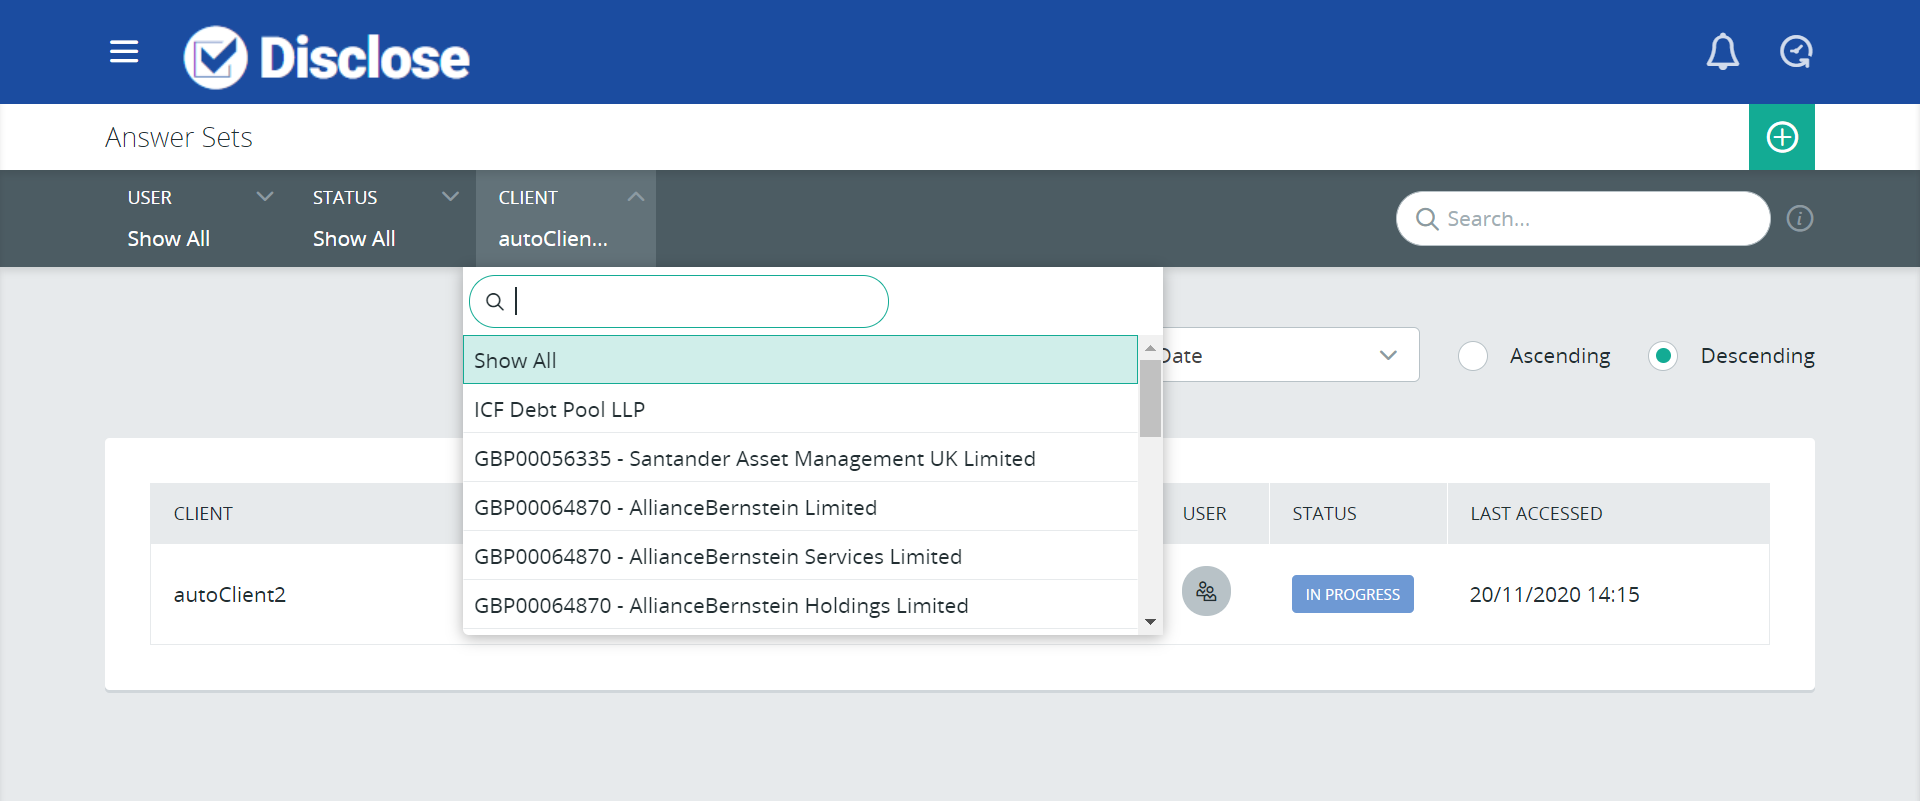 Disclose
Answer Sets
USER
Show All
STATUS
Show All
CLIENT
autoClien...
Search...
Show All
ICF Debt Pool LLP
GBP00056335 - Santander Asset Management UK Limited
GBP00064870 - AllianceBernstein Limited
GBP00064870 - AllianceBernstein Services Limited
GBP00064870 - AllianceBernstein Holdings Limited
Date
Ascending
Descending
CLIENT
USER
STATUS
LAST ACCESSED
autoClient2
IN PROGRESS
20/11/2020 14:15